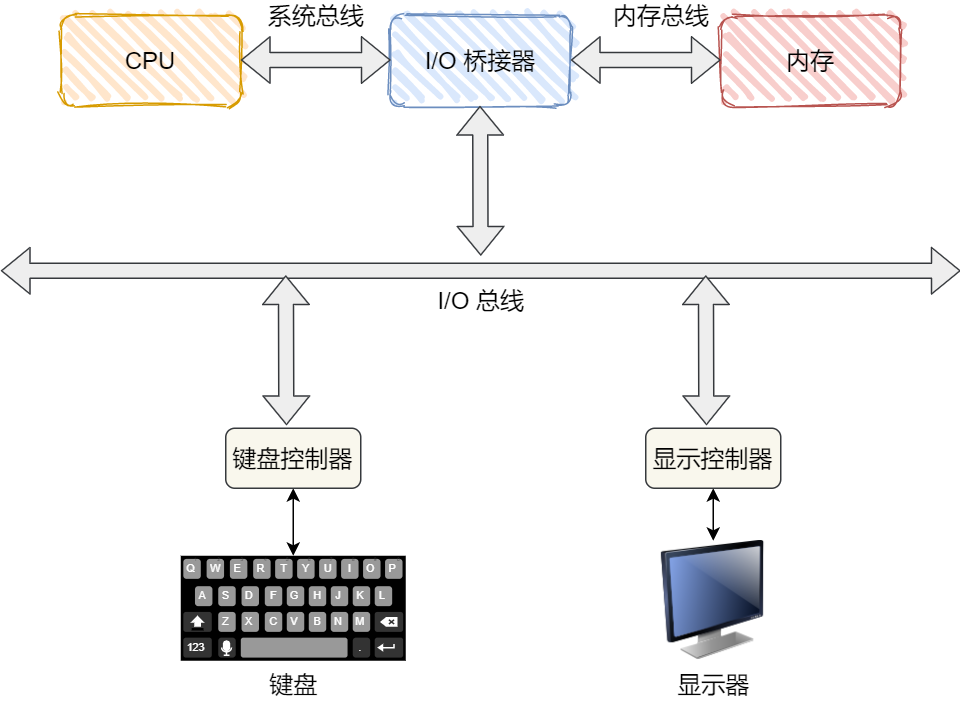 系统总线
内存总线
CPU
I/O 桥接器
内存
I/O 总线
键盘控制器
显示控制器
Q W E R T Y U I O P
A S D F G H J K L
Z X C V B N M
123 .
键盘
显示器